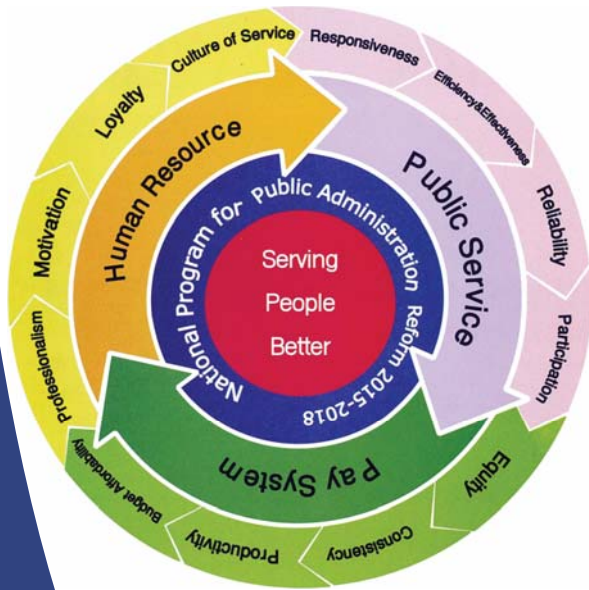 Serving
People
Better
National Program for Public Administration Reform 2015-2018
Human Resource
Public Service
Pay System
Professionalism
Motivation
Loyalty
Culture of Service
Responsiveness
Efficiency&Effectiveness
Reliability
Participation
Equity
Consistency
Productivity
Budget Affordability